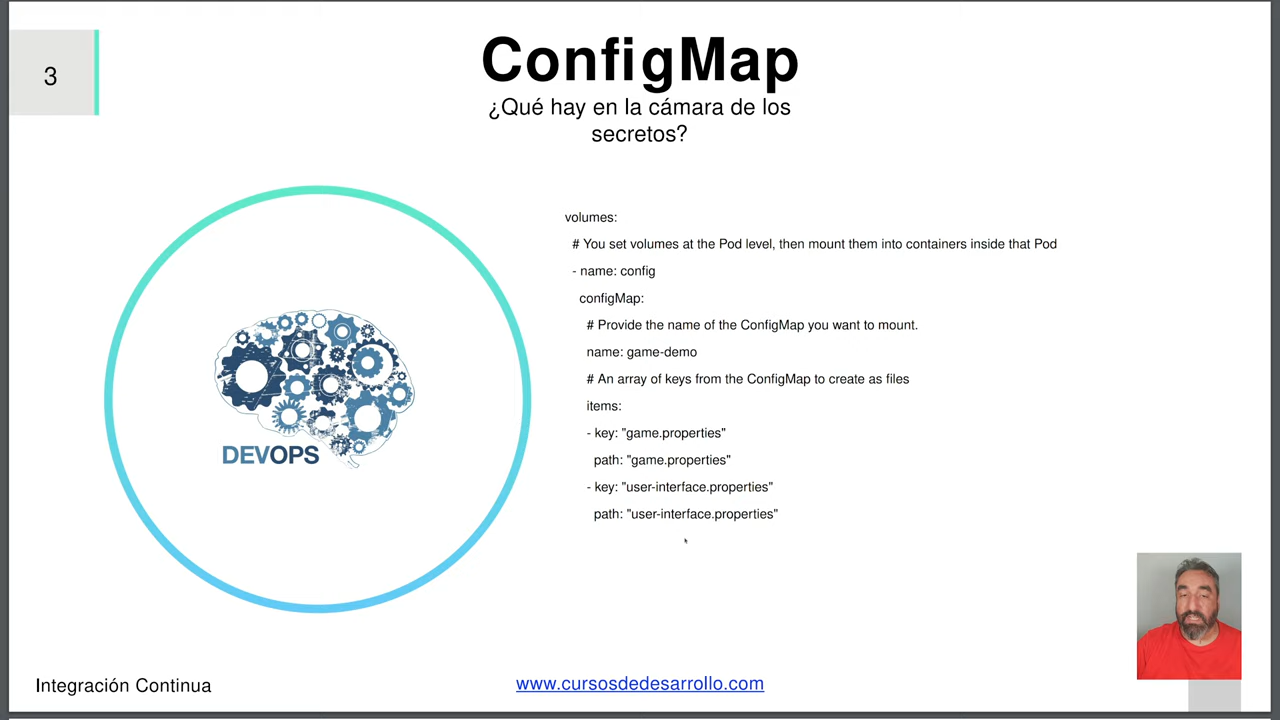 3
ConfigMap
¿Qué hay en la cámara de los
secretos?
volumes:
# You set volumes at the Pod level, then mount them into containers inside that Pod
- name: config
configMap:
# Provide the name of the ConfigMap you want to mount.
name: game-demo
# An array of keys from the ConfigMap to create as files
items:
- key: "game.properties"
path: "game.properties"
- key: "user-interface.properties"
path: "user-interface.properties"
DEVOPS
Integración Continua
www.cursosdedesarrollo.com